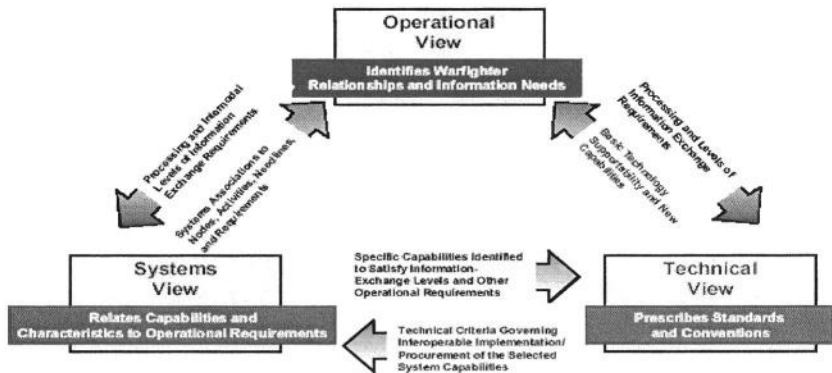 Operational
View
Identifies Warfighter
Relationships and Information Needs
Processing and Internodal
Levels of Information
Exchange Requirements
Systems Associations to
Nodes, Activities, Needlines,
and Requirements
Processing and Levels of
Information Exchange
Requirements
Basic Technology
Supportability and New
Capabilities
Systems
View
Relates Capabilities and
Characteristics to Operational Requirements
Specific Capabilities Identified
to Satisfy Information-
Exchange Levels and Other
Operational Requirements
Technical Criteria Governing
Interoperable Implementation/
Procurement of the Selected
System Capabilities
Technical
View
Prescribes Standards
and Conventions